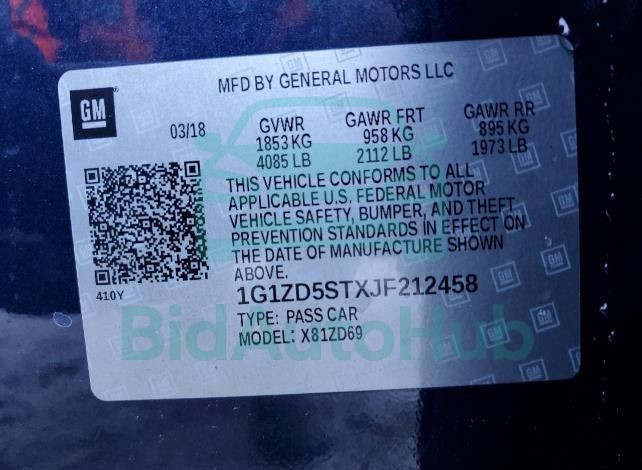 MFD BY GENERAL MOTORS LLC
GM
03/18
GVWR
1853 KG
4085 LB
GAWR FRT
958 KG
2112 LB
GAWR RR
895 KG
1973 LB
THIS VEHICLE CONFORMS TO ALL
APPLICABLE U.S. FEDERAL MOTOR
VEHICLE SAFETY, BUMPER, AND THEFT
PREVENTION STANDARDS IN EFFECT ON
THE DATE OF MANUFACTURE SHOWN
ABOVE.
410Y
1G1ZD5STXJF212458
TYPE: PASS CAR
MODEL: X81ZD69
BidAutoHub